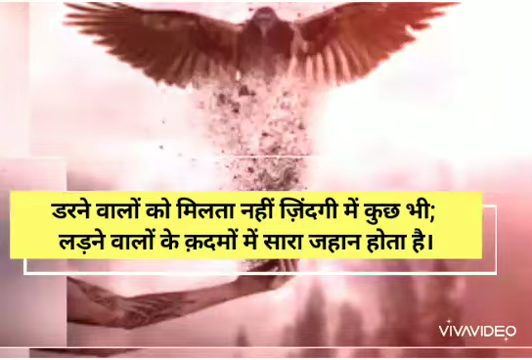 डरने वालों को मिलता नहीं ज़िंदगी में कुछ भी;
लड़ने वालों के क़दमों में सारा जहान होता है।
VIVAVIDEO